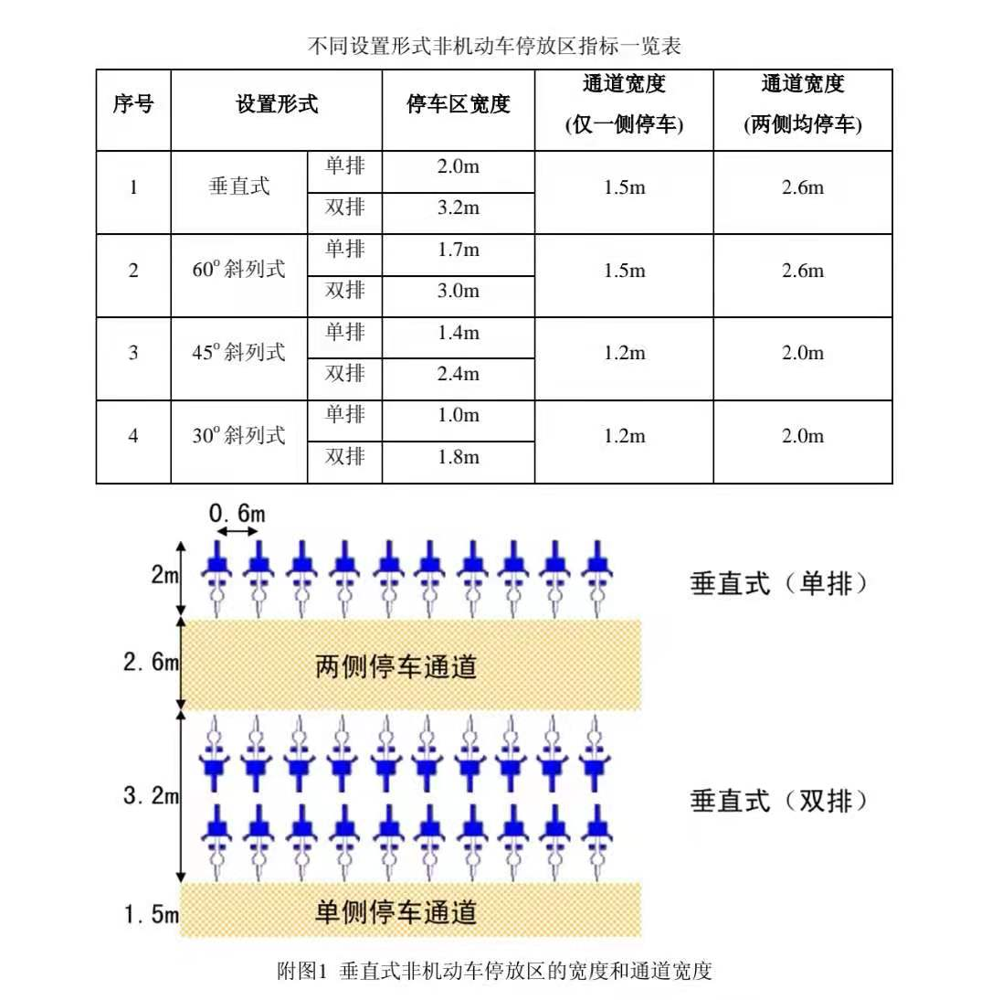 不同设置形式非机动车停放区指标一览表
序号 设置形式 停车区宽度 通道宽度 (仅一侧停车) 通道宽度 (两侧均停车)
1 垂直式 单排 2.0m 1.5m 2.6m
双排 3.2m
2 60° 斜列式 单排 1.7m 1.5m 2.6m
双排 3.0m
3 45° 斜列式 单排 1.4m 1.2m 2.0m
双排 2.4m
4 30° 斜列式 单排 1.0m 1.2m 2.0m
双排 1.8m
0.6m
2m 垂直式（单排）
2.6m 两侧停车通道
3.2m 垂直式（双排）
1.5m 单侧停车通道
附图1 垂直式非机动车停放区的宽度和通道宽度